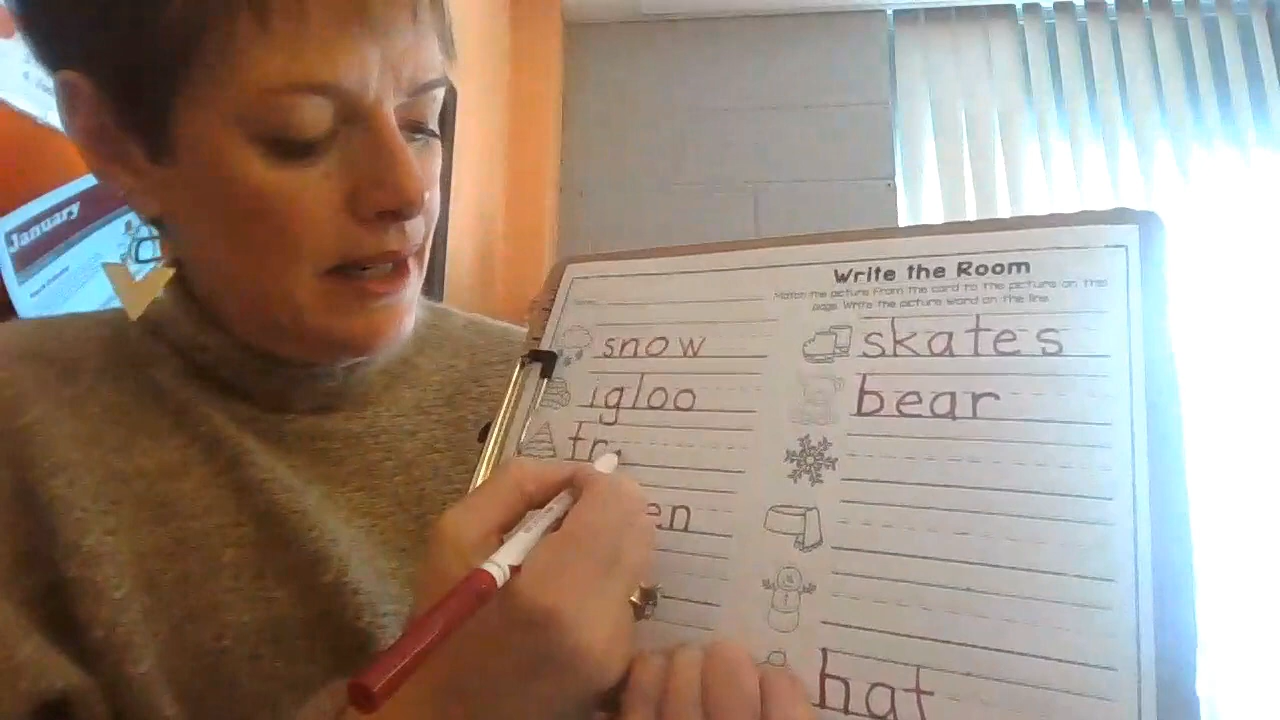 January
Write the Room
Match the picture from the card to the picture on this
page. Write the picture word on the line.
snow
igloo
tr
en
skates
bear
hat